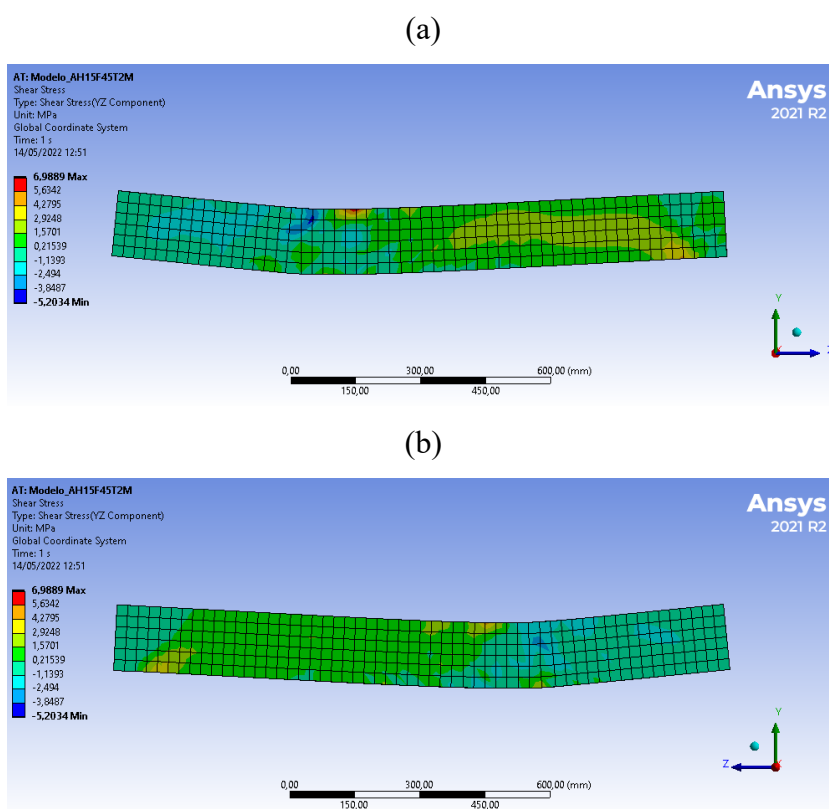 (a)
AT: Modelo_AH15F45T2M
Shear Stress
Type: Shear Stress(YZ Component)
Unit: MPa
Global Coordinate System
Time: 1 s
14/05/2022 12:51
Ansys
2021 R2
6,9889 Max
5,6342
4,2795
2,9248
1,5701
0,21539
-1,1393
-2,494
-3,8487
-5,2034 Min
Y
Z
0,00 300,00 600,00 (mm)
150,00 450,00
(b)
AT: Modelo_AH15F45T2M
Shear Stress
Type: Shear Stress(YZ Component)
Unit: MPa
Global Coordinate System
Time: 1 s
14/05/2022 12:51
Ansys
2021 R2
6,9889 Max
5,6342
4,2795
2,9248
1,5701
0,21539
-1,1393
-2,494
-3,8487
-5,2034 Min
Y
Z
0,00 300,00 600,00 (mm)
150,00 450,00